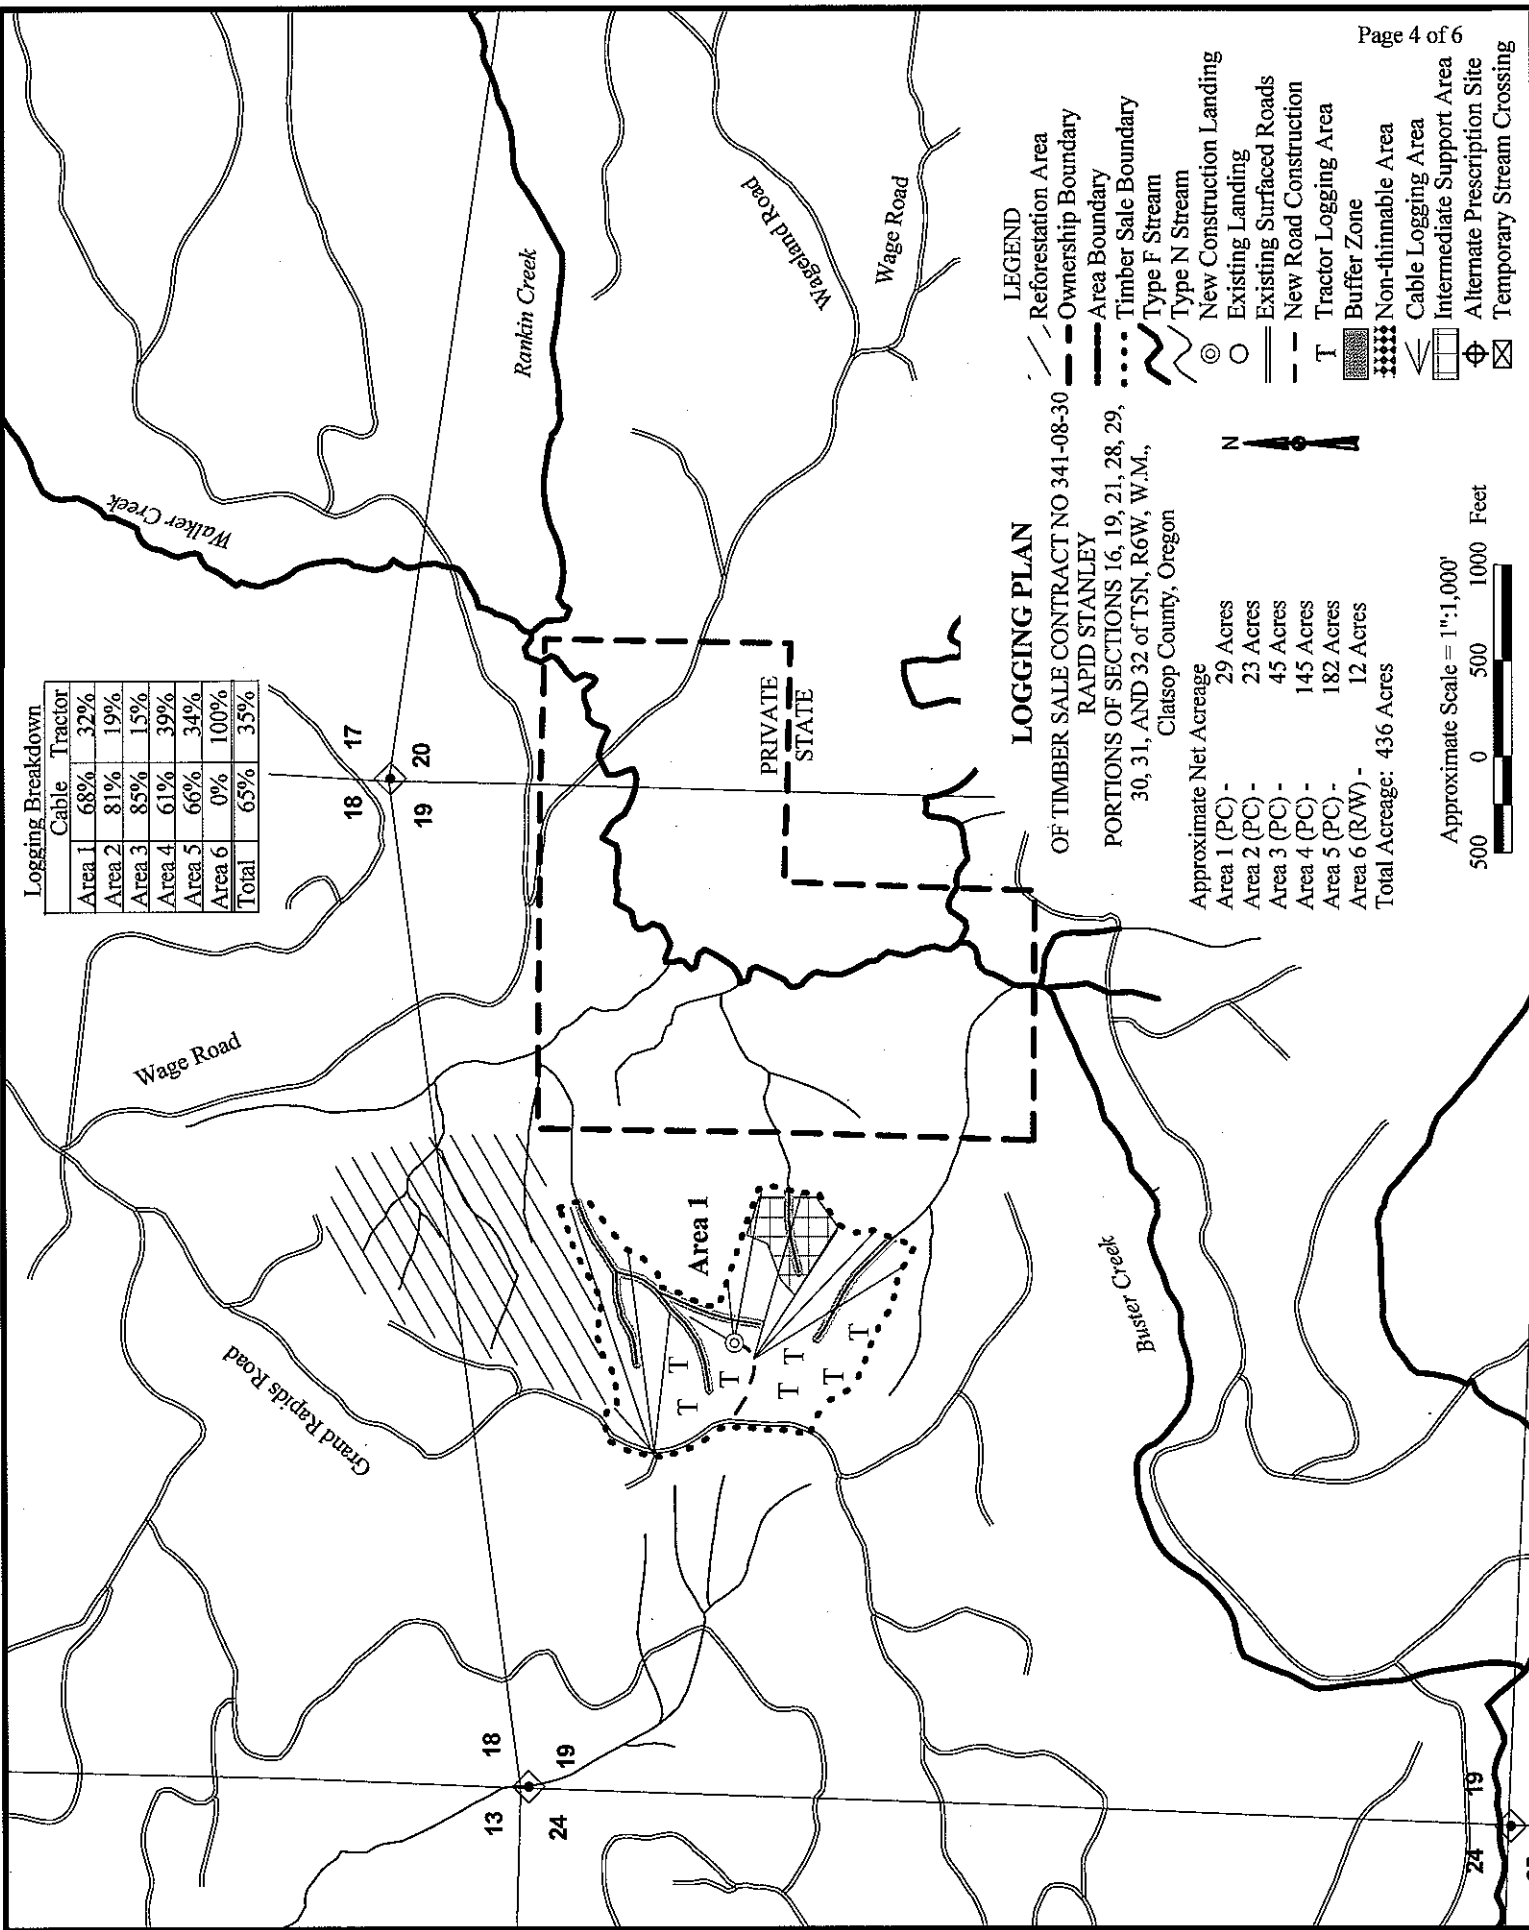 Logging Breakdown
Cable Tractor
Area 1 68% 32%
Area 2 81% 19%
Area 3 85% 15%
Area 4 61% 39%
Area 5 66% 34%
Area 6 0% 100%
Total 65% 35%
Walker Creek
Rankin Creek
Wageland Road
Wage Road
Wage Road
Grand Rapids Road
Buster Creek
18 17
19 20
13 18
24 19
24 19
PRIVATE
STATE
Area 1
T
T
T
T
T
T
T
LOGGING PLAN
OF TIMBER SALE CONTRACT NO 341-08-30
RAPID STANLEY
PORTIONS OF SECTIONS 16, 19, 21, 28, 29,
30, 31, AND 32 of T5N, R6W, W.M.,
Clatsop County, Oregon
Approximate Net Acreage
Area 1 (PC) - 29 Acres
Area 2 (PC) - 23 Acres
Area 3 (PC) - 45 Acres
Area 4 (PC) - 145 Acres
Area 5 (PC) - 182 Acres
Area 6 (R/W) - 12 Acres
Total Acreage: 436 Acres
N
Approximate Scale = 1":1,000'
500 0 500 1000 Feet
LEGEND
Reforestation Area
Ownership Boundary
Area Boundary
Timber Sale Boundary
Type F Stream
Type N Stream
New Construction Landing
Existing Landing
Existing Surfaced Roads
New Road Construction
T Tractor Logging Area
Buffer Zone
Non-thinnable Area
Cable Logging Area
Intermediate Support Area
Alternate Prescription Site
Temporary Stream Crossing
Page 4 of 6